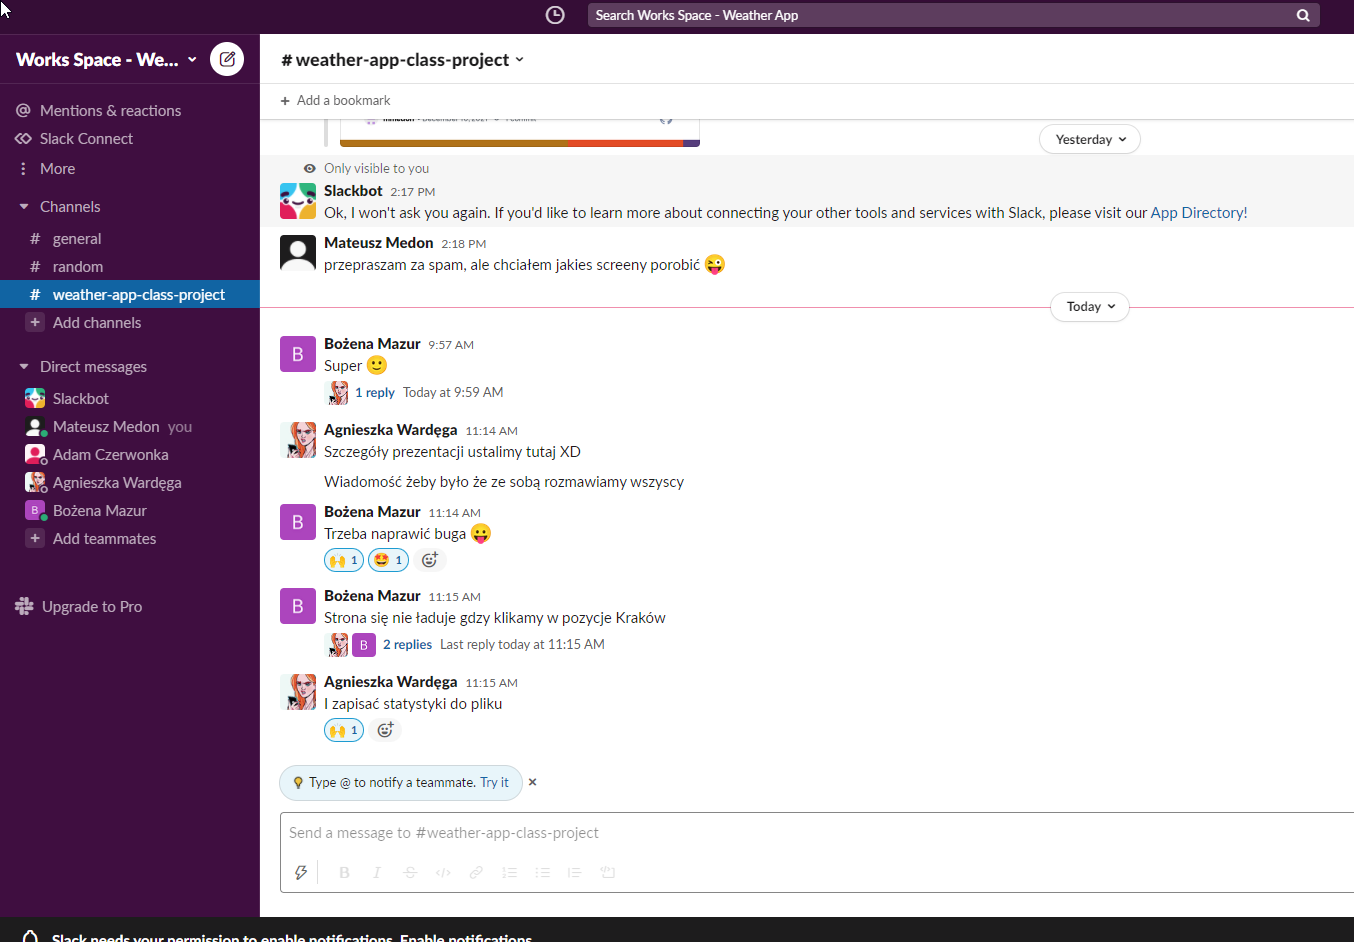 Search Works Space - Weather App
Works Space - We...
# weather-app-class-project
Add a bookmark
@ Mentions & reactions
Slack Connect
More
Channels
# general
# random
# weather-app-class-project
+ Add channels
Direct messages
Slackbot
Mateusz Medon you
Adam Czerwonka
Agnieszka Wardęga
B Bożena Mazur
+ Add teammates
Upgrade to Pro
Yesterday
Only visible to you
Slackbot 2:17 PM
Ok, I won't ask you again. If you'd like to learn more about connecting your other tools and services with Slack, please visit our App Directory!
Mateusz Medon 2:18 PM
przepraszam za spam, ale chciałem jakies screeny porobić 😜
Today
B
Bożena Mazur 9:57 AM
Super 🙂
1 reply Today at 9:59 AM
Agnieszka Wardęga 11:14 AM
Szczegóły prezentacji ustalimy tutaj XD
Wiadomość żeby było że ze sobą rozmawiamy wszyscy
B
Bożena Mazur 11:14 AM
Trzeba naprawić buga 😛
🙌 1 🤩 1
B
Bożena Mazur 11:15 AM
Strona się nie ładuje gdzy klikamy w pozycje Kraków
B 2 replies Last reply today at 11:15 AM
Agnieszka Wardęga 11:15 AM
I zapisać statystyki do pliku
🙌 1
Type @ to notify a teammate. Try it ×
Send a message to #weather-app-class-project
B I S </>
Slack needs your permission to enable notifications. Enable notifications